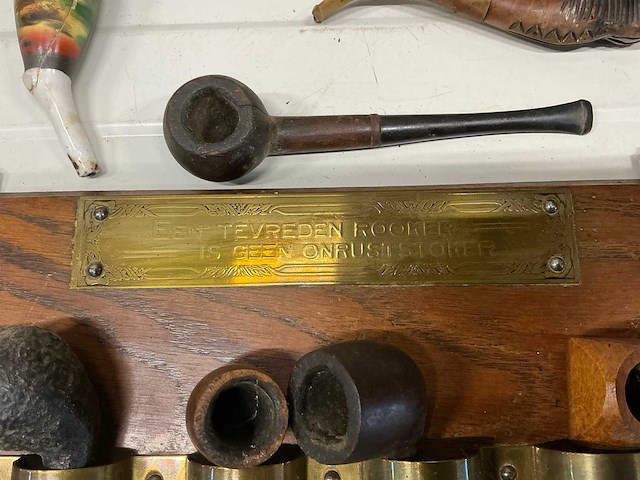 EEN TEVREDEN ROOKER
IS GEEN ONRUSTSTOKER